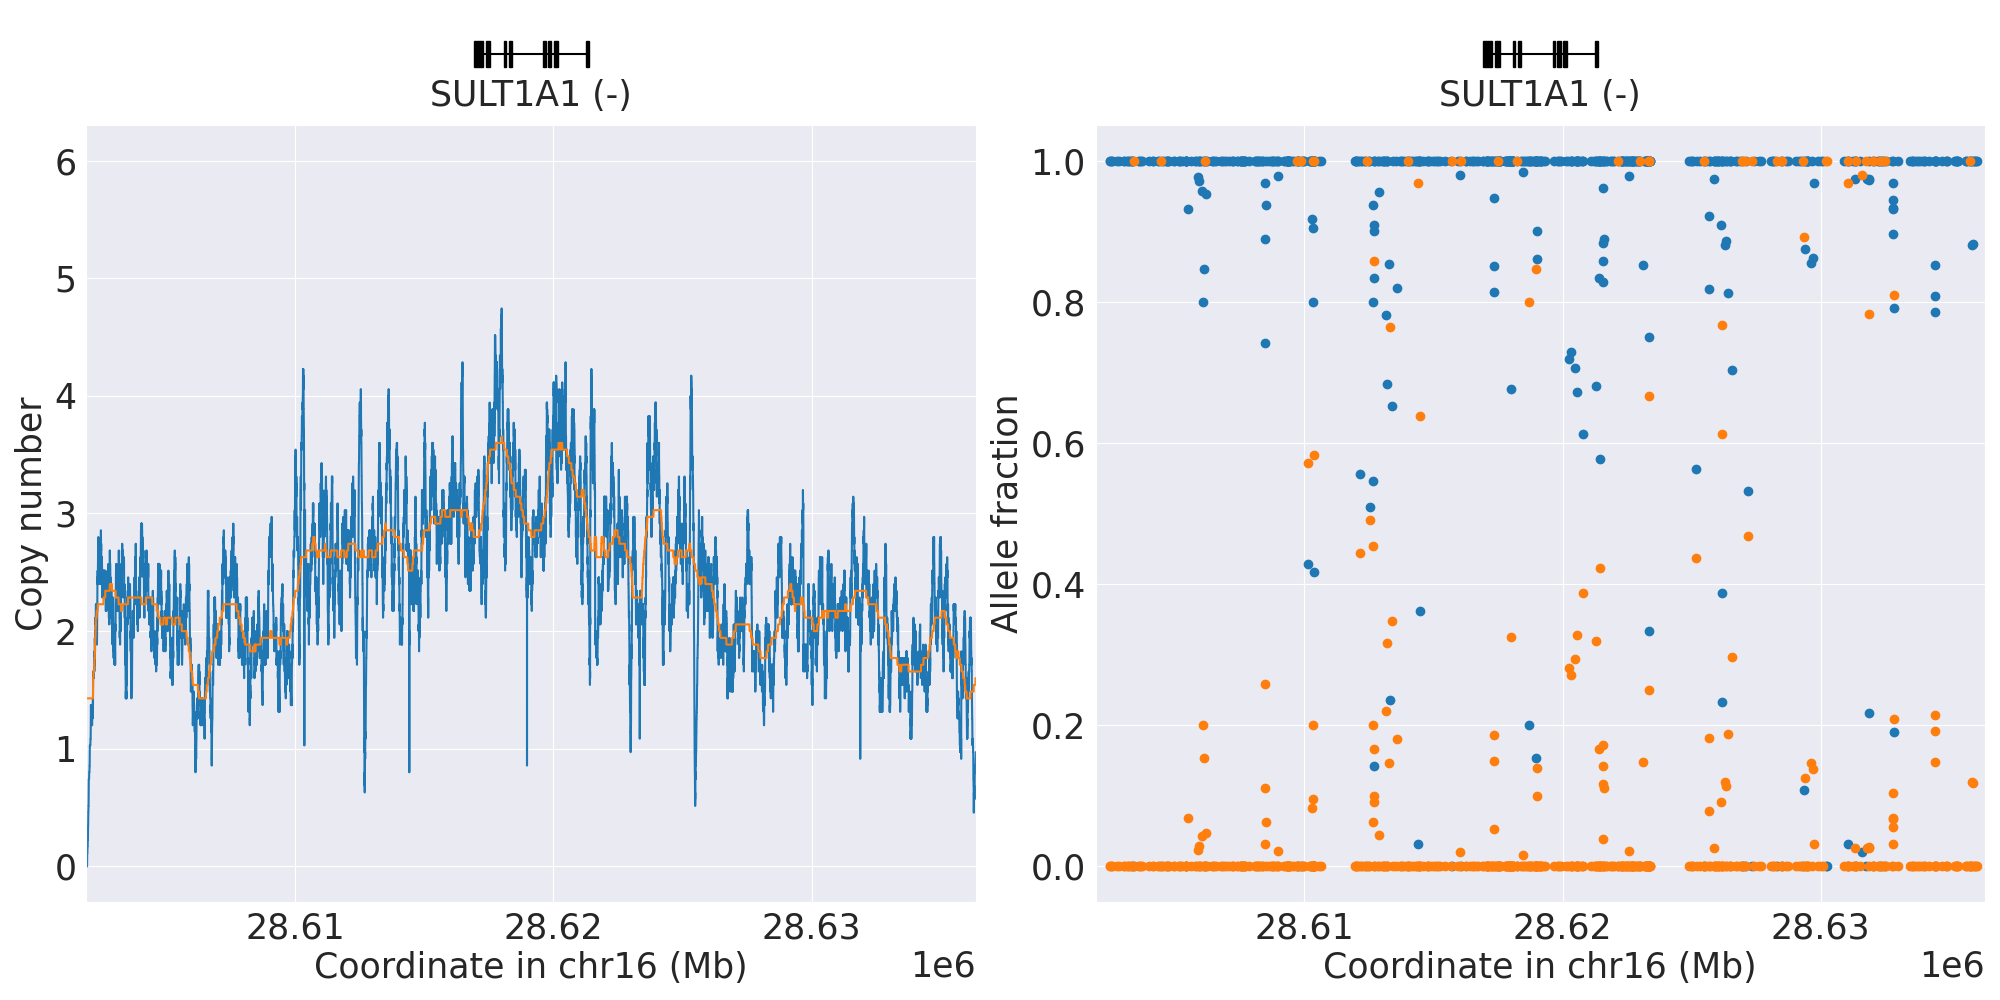 SULT1A1 (-)
SULT1A1 (-)
Copy number
6
5
4
3
2
1
0
28.61
28.62
28.63
Coordinate in chr16 (Mb)
1e6
Allele fraction
1.0
0.8
0.6
0.4
0.2
0.0
28.61
28.62
28.63
Coordinate in chr16 (Mb)
1e6